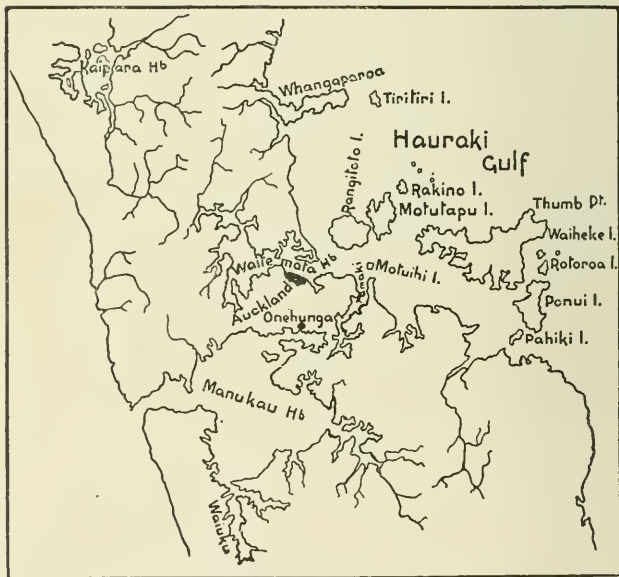 Kaipara Hb
Whangaparoa
Tiritiri I.
Hauraki
Gulf
Rangitoto I.
Rakino I.
Motutapu I.
Thumb Pt.
Waiheke I.
Rotoroa I.
Ponui I.
Pahiki I.
Waitemata Hb
Motuihi I.
Auckland
Onehunga
Manukau Hb
Waiuku